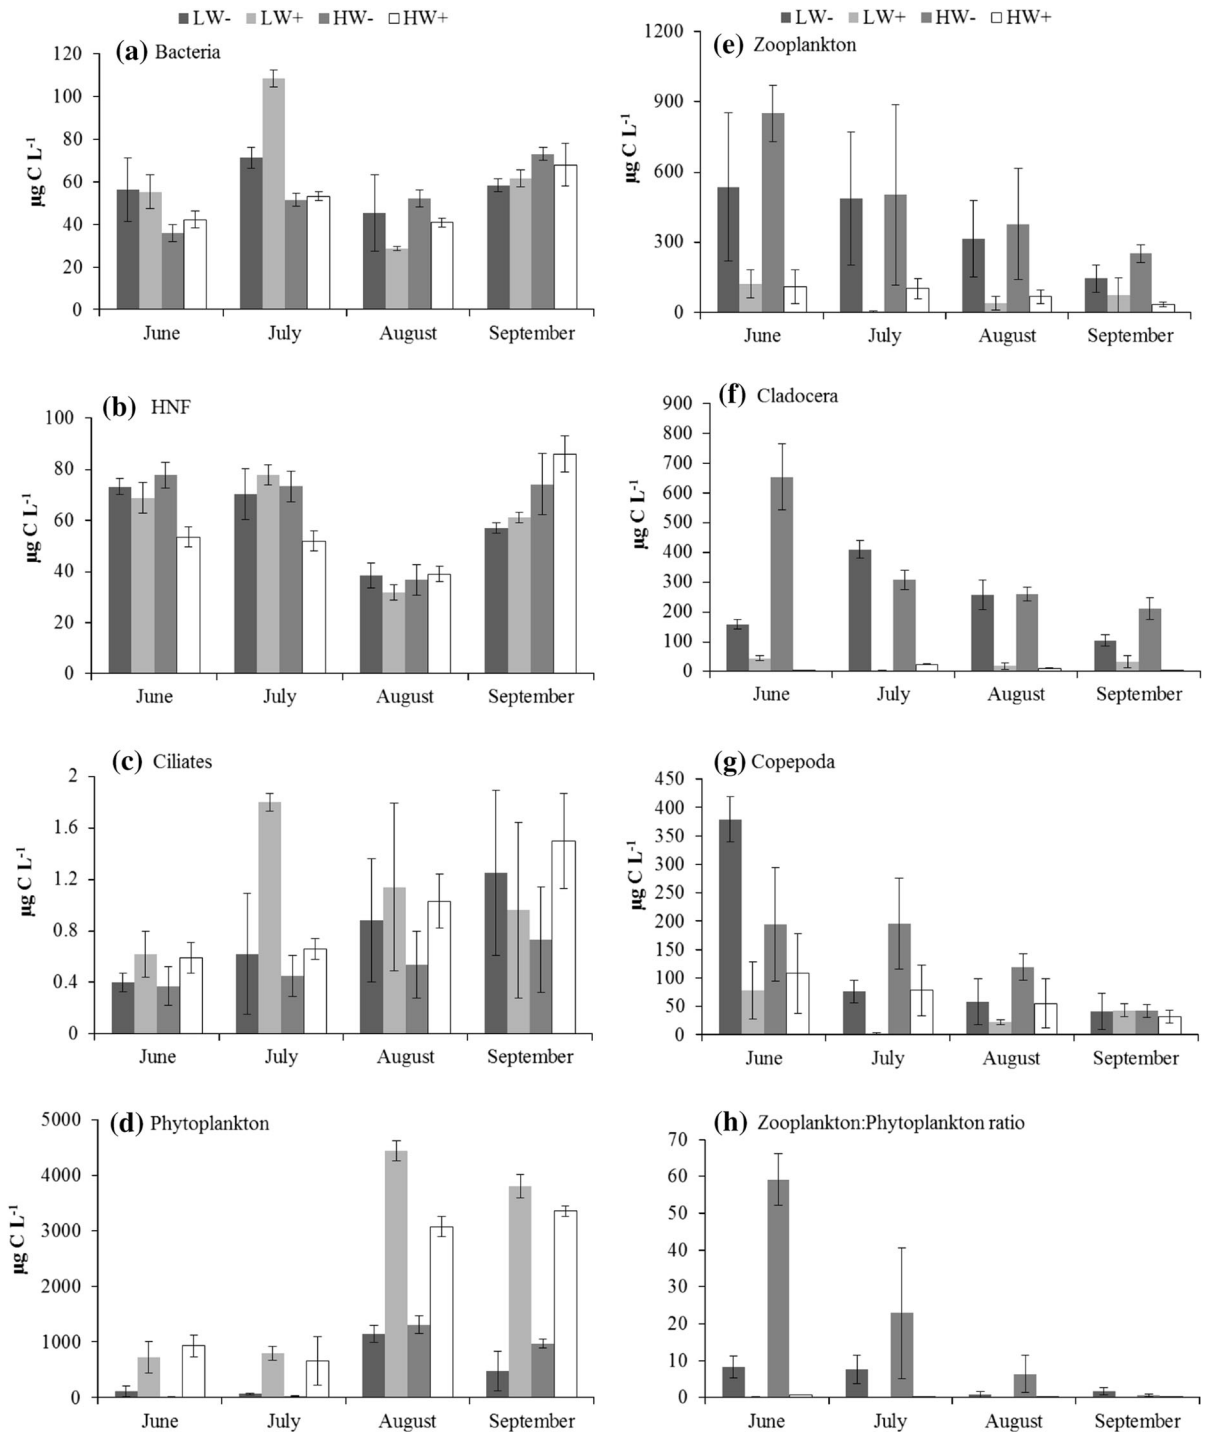 LW- LW+ HW- HW+
(a) Bacteria
µg C L-1
120
100
80
60
40
20
0
June July August September
(b) HNF
µg C L-1
100
80
60
40
20
0
June July August September
(c) Ciliates
µg C L-1
2
1.6
1.2
0.8
0.4
0
June July August September
(d) Phytoplankton
µg C L-1
5000
4000
3000
2000
1000
0
June July August September
LW- LW+ HW- HW+
(e) Zooplankton
µg C L-1
1200
900
600
300
0
June July August September
(f) Cladocera
µg C L-1
900
800
700
600
500
400
300
200
100
0
June July August September
(g) Copepoda
µg C L-1
450
400
350
300
250
200
150
100
50
0
June July August September
(h) Zooplankton:Phytoplankton ratio
70
60
50
40
30
20
10
0
June July August September